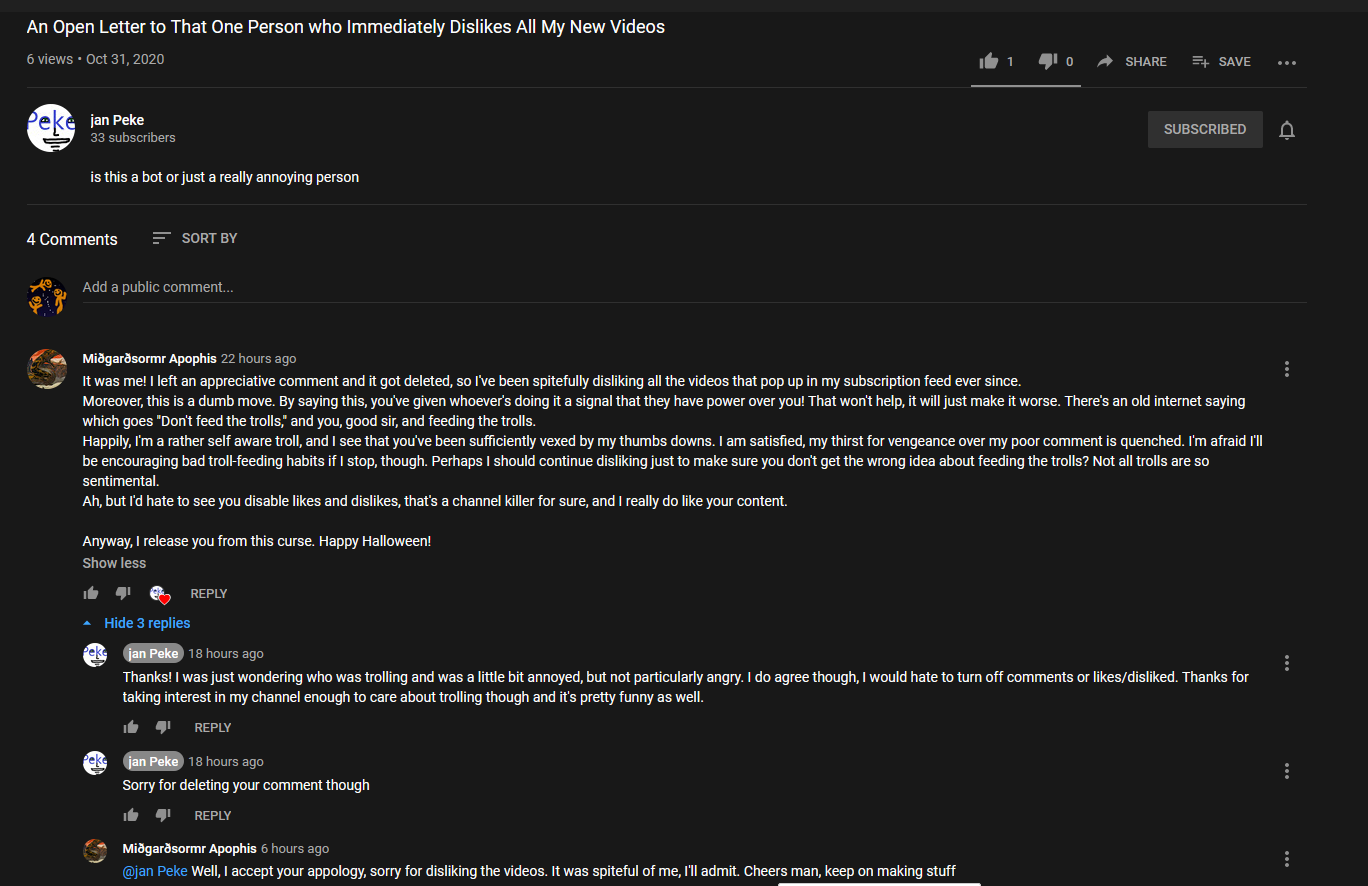 An Open Letter to That One Person who Immediately Dislikes All My New Videos
6 views • Oct 31, 2020
1 0 SHARE SAVE
Peke
jan Peke
33 subscribers
SUBSCRIBED
is this a bot or just a really annoying person
4 Comments SORT BY
Add a public comment...
Miðgarðsormr Apophis 22 hours ago
It was me! I left an appreciative comment and it got deleted, so I've been spitefully disliking all the videos that pop up in my subscription feed ever since.
Moreover, this is a dumb move. By saying this, you've given whoever's doing it a signal that they have power over you! That won't help, it will just make it worse. There's an old internet saying
which goes "Don't feed the trolls," and you, good sir, and feeding the trolls.
Happily, I'm a rather self aware troll, and I see that you've been sufficiently vexed by my thumbs downs. I am satisfied, my thirst for vengeance over my poor comment is quenched. I'm afraid I'll
be encouraging bad troll-feeding habits if I stop, though. Perhaps I should continue disliking just to make sure you don't get the wrong idea about feeding the trolls? Not all trolls are so
sentimental.
Ah, but I'd hate to see you disable likes and dislikes, that's a channel killer for sure, and I really do like your content.
Anyway, I release you from this curse. Happy Halloween!
Show less
REPLY
Hide 3 replies
Peke
jan Peke 18 hours ago
Thanks! I was just wondering who was trolling and was a little bit annoyed, but not particularly angry. I do agree though, I would hate to turn off comments or likes/disliked. Thanks for
taking interest in my channel enough to care about trolling though and it's pretty funny as well.
REPLY
Peke
jan Peke 18 hours ago
Sorry for deleting your comment though
REPLY
Miðgarðsormr Apophis 6 hours ago
@jan Peke Well, I accept your appology, sorry for disliking the videos. It was spiteful of me, I'll admit. Cheers man, keep on making stuff